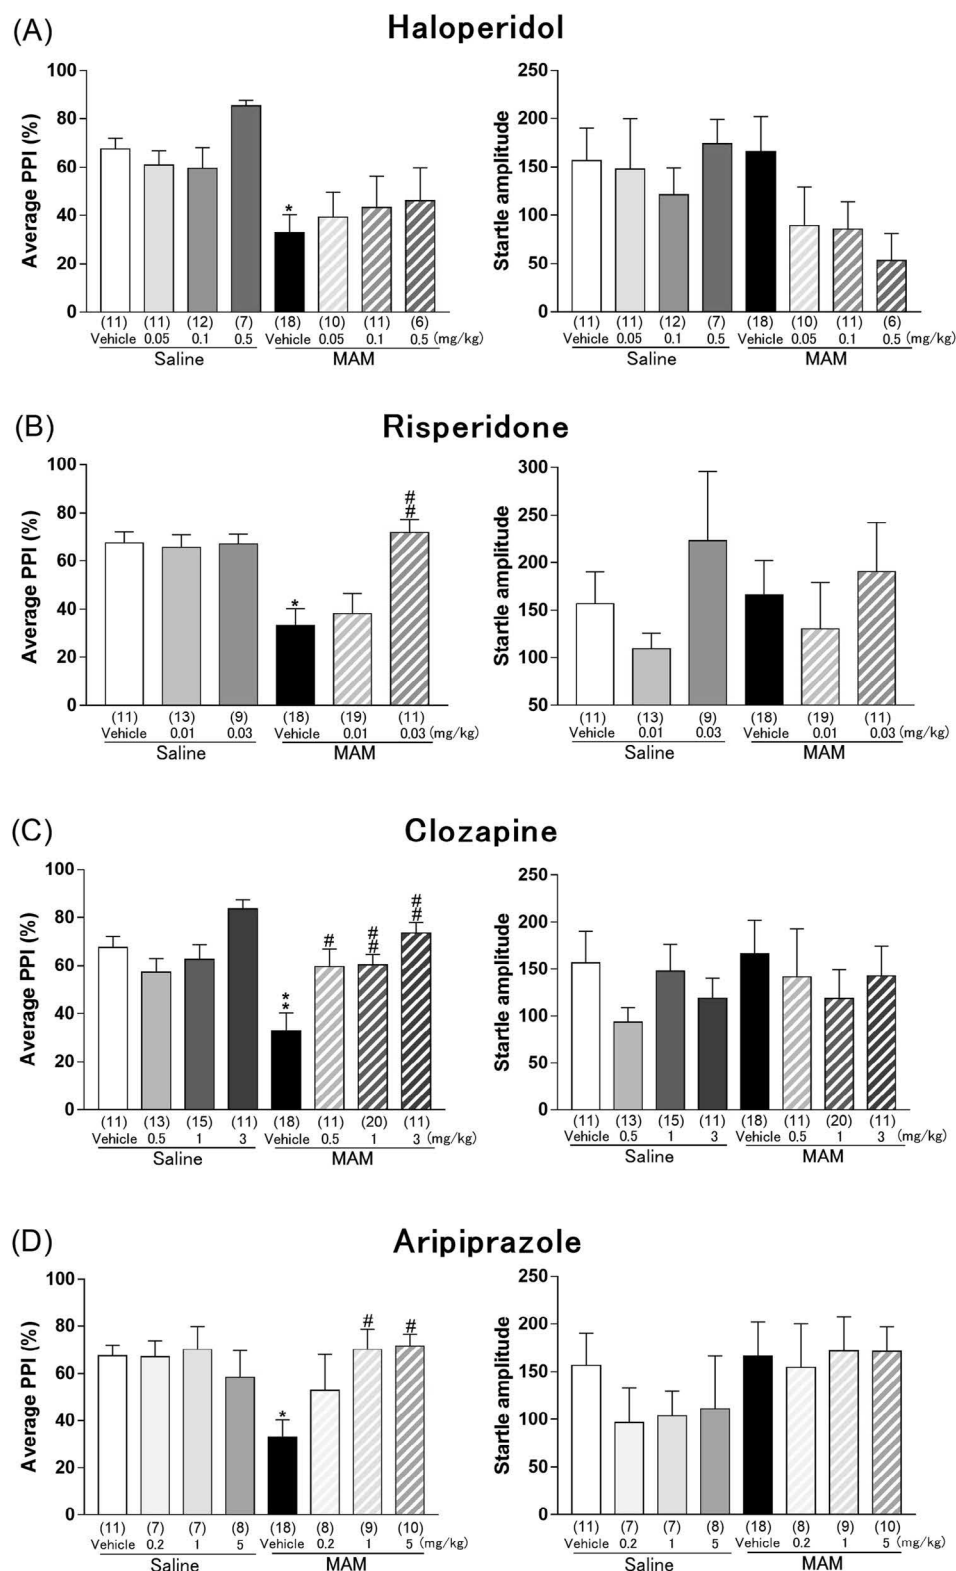 (A) Haloperidol
Average PPI (%)
100
80
60
40
20
0
*
(11) (11) (12) (7) (18) (10) (11) (6)
Vehicle 0.05 0.1 0.5 Vehicle 0.05 0.1 0.5 (mg/kg)
Saline MAM
Startle amplitude
250
200
150
100
50
0
(11) (11) (12) (7) (18) (10) (11) (6)
Vehicle 0.05 0.1 0.5 Vehicle 0.05 0.1 0.5 (mg/kg)
Saline MAM
(B) Risperidone
Average PPI (%)
100
80
60
40
20
0
*
#
#
(11) (13) (9) (18) (19) (11)
Vehicle 0.01 0.03 Vehicle 0.01 0.03 (mg/kg)
Saline MAM
Startle amplitude
300
250
200
150
100
50
(11) (13) (9) (18) (19) (11)
Vehicle 0.01 0.03 Vehicle 0.01 0.03 (mg/kg)
Saline MAM
(C) Clozapine
Average PPI (%)
100
80
60
40
20
0
*
*
#
#
#
#
#
(11) (13) (15) (11) (18) (11) (20) (11)
Vehicle 0.5 1 3 Vehicle 0.5 1 3 (mg/kg)
Saline MAM
Startle amplitude
250
200
150
100
50
0
(11) (13) (15) (11) (18) (11) (20) (11)
Vehicle 0.5 1 3 Vehicle 0.5 1 3 (mg/kg)
Saline MAM
(D) Aripiprazole
Average PPI (%)
100
80
60
40
20
0
*
# #
(11) (7) (7) (8) (18) (8) (9) (10)
Vehicle 0.2 1 5 Vehicle 0.2 1 5 (mg/kg)
Saline MAM
Startle amplitude
250
200
150
100
50
0
(11) (7) (7) (8) (18) (8) (9) (10)
Vehicle 0.2 1 5 Vehicle 0.2 1 5 (mg/kg)
Saline MAM